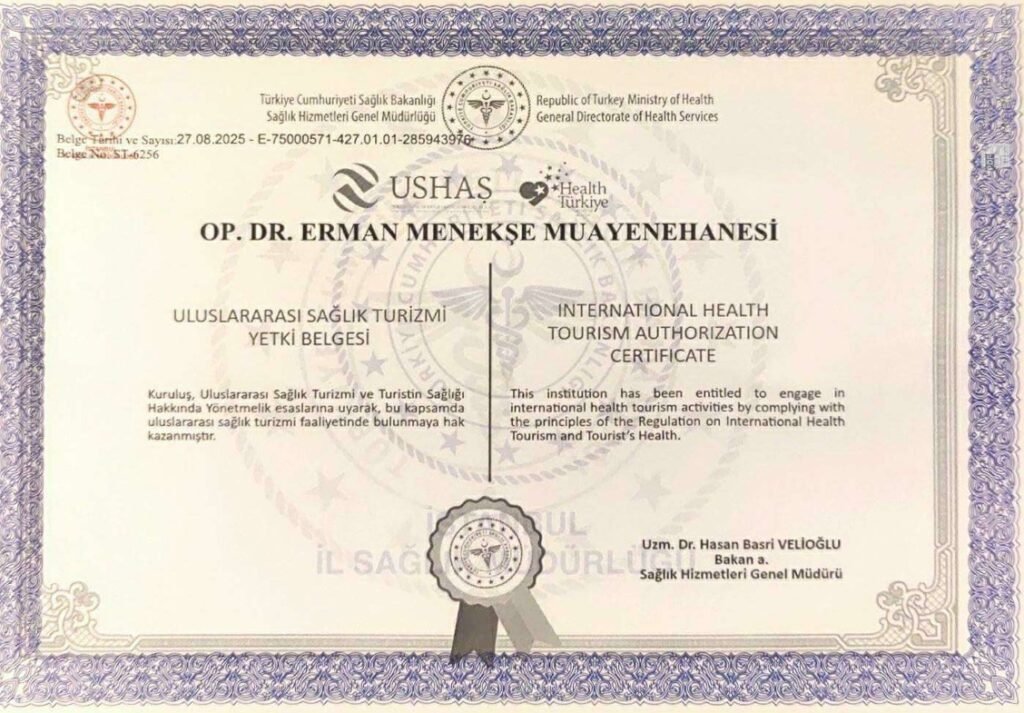 Türkiye Cumhuriyeti Sağlık Bakanlığı
Sağlık Hizmetleri Genel Müdürlüğü
Republic of Turkey Ministry of Health
General Directorate of Health Services
Belge Tarihi ve Sayısı:27.08.2025 - E-75000571-427.01.01-285943976
Belge No: ST-6256
USHAŞ
Health
Türkiye
OP. DR. ERMAN MENEKŞE MUAYENEHANESİ
ULUSLARARASI SAĞLIK TURİZMİ
YETKİ BELGESİ
Kuruluş, Uluslararası Sağlık Turizmi ve Turistin Sağlığı
Hakkında Yönetmelik esaslarına uyarak, bu kapsamda
uluslararası sağlık turizmi faaliyetinde bulunmaya hak
kazanmıştır.
INTERNATIONAL HEALTH
TOURISM AUTHORIZATION
CERTIFICATE
This institution has been entitled to engage in
international health tourism activities by complying with
the principles of the Regulation on International Health
Tourism and Tourist's Health.
İSTANBUL
İL SAĞLIK MÜDÜRLÜĞÜ
Uzm. Dr. Hasan Basri VELİOĞLU
Bakan a.
Sağlık Hizmetleri Genel Müdürü